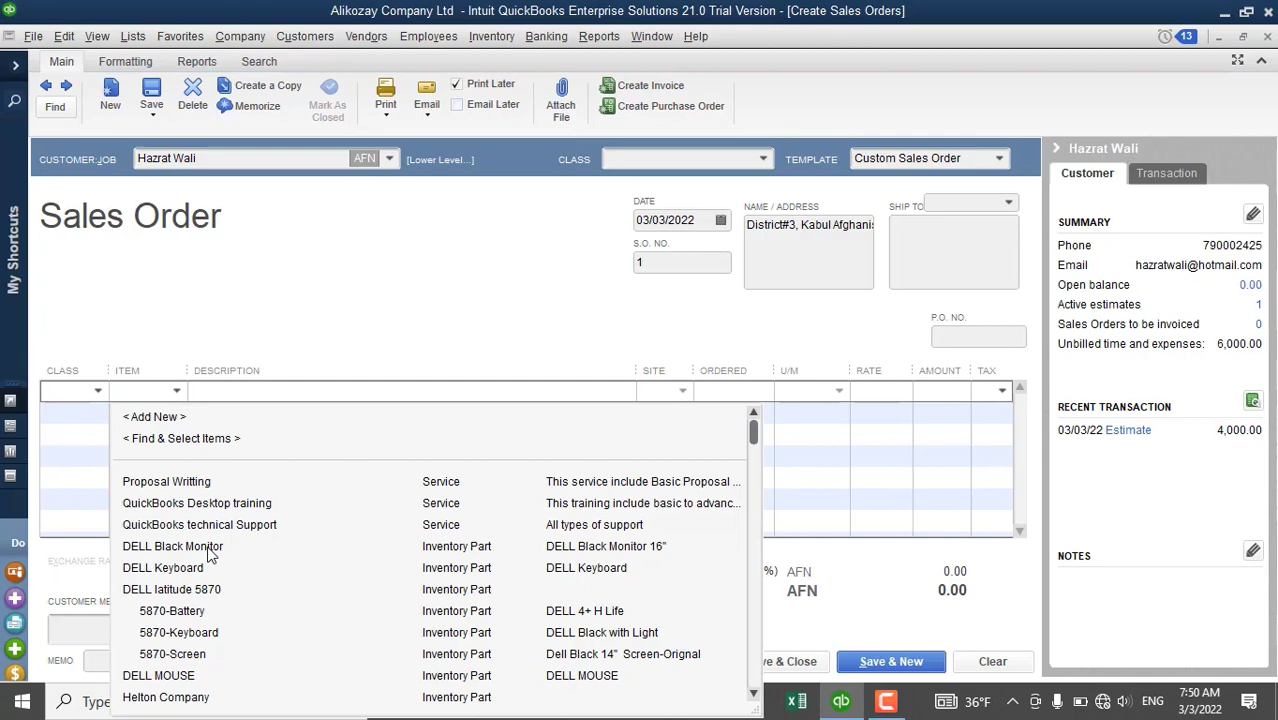 Alikozay Company Ltd - Intuit QuickBooks Enterprise Solutions 21.0 Trial Version - [Create Sales Orders]
File Edit View Lists Favorites Company Customers Vendors Employees Inventory Banking Reports Window Help 13
Main Formatting Reports Search
Find New Save Delete Create a Copy Memorize Mark As Closed Print Email Print Later Email Later Attach File Create Invoice Create Purchase Order
CUSTOMER:JOB Hazrat Wali AFN [Lower Level...] CLASS TEMPLATE Custom Sales Order
Sales Order
DATE
03/03/2022
S.O. NO.
1
NAME / ADDRESS
District#3, Kabul Afghani
SHIP TO
P.O. NO.
CLASS ITEM DESCRIPTION SITE ORDERED U/M RATE AMOUNT TAX
< Add New >
< Find & Select Items >
Proposal Writting Service This service include Basic Proposal ...
QuickBooks Desktop training Service This training include basic to advanc...
QuickBooks technical Support Service All types of support
DELL Black Monitor Inventory Part DELL Black Monitor 16"
DELL Keyboard Inventory Part DELL Keyboard
DELL latitude 5870 Inventory Part
5870-Battery Inventory Part DELL 4+ H Life
5870-Keyboard Inventory Part DELL Black with Light
5870-Screen Inventory Part Dell Black 14" Screen-Orignal
DELL MOUSE Inventory Part DELL MOUSE
Helton Company Inventory Part
EXCHANGE RA
CUSTOMER ME
MEMO
%) AFN 0.00
AFN 0.00
e & Close Save & New Clear
Hazrat Wali
Customer Transaction
SUMMARY
Phone 790002425
Email hazratwali@hotmail.com
Open balance 0.00
Active estimates 1
Sales Orders to be invoiced 0
Unbilled time and expenses: 6,000.00
RECENT TRANSACTION
03/03/22 Estimate 4,000.00
NOTES
My Shortcuts
Do
Type
36°F ENG 7:50 AM
3/3/2022